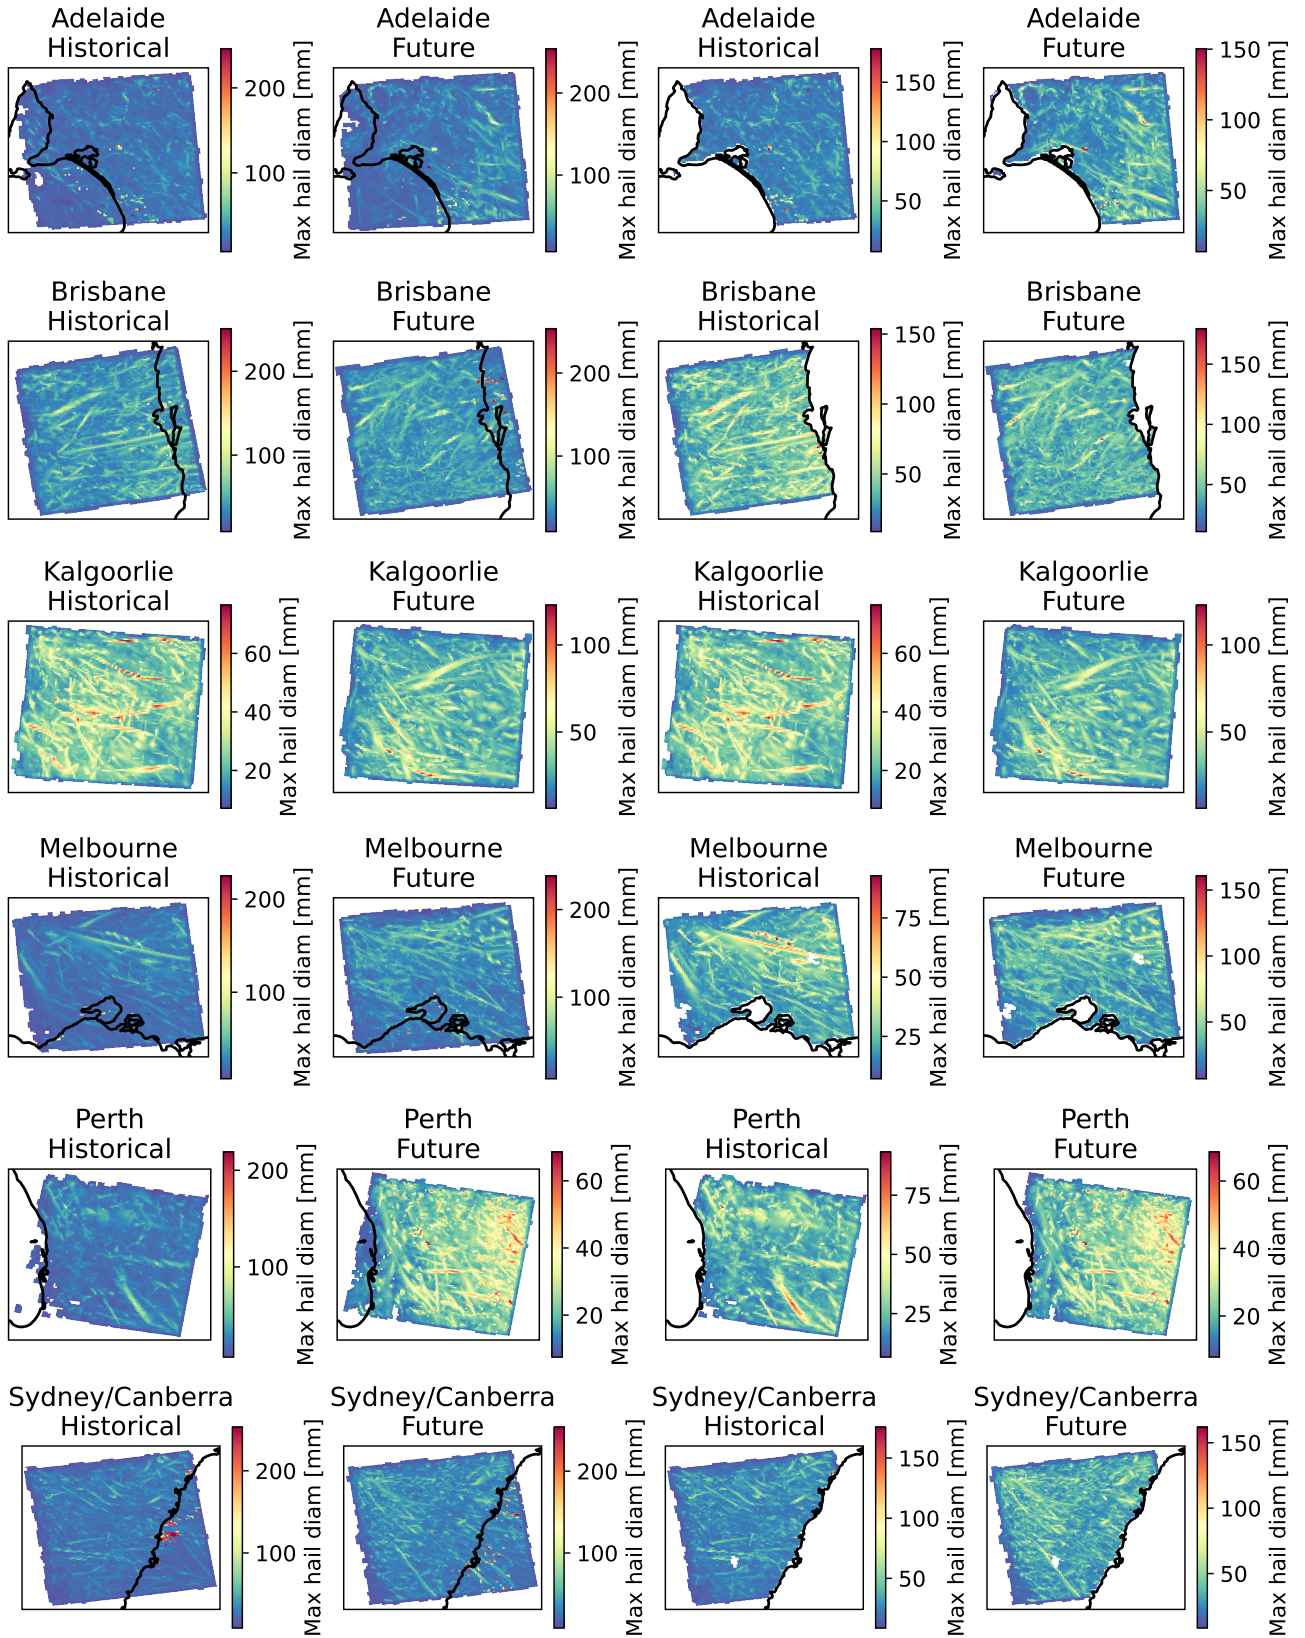 Adelaide
Historical
200
100
Max hail diam [mm]
Adelaide
Future
200
100
Max hail diam [mm]
Adelaide
Historical
150
100
50
Max hail diam [mm]
Adelaide
Future
150
100
50
Max hail diam [mm]
Brisbane
Historical
200
100
Max hail diam [mm]
Brisbane
Future
200
100
Max hail diam [mm]
Brisbane
Historical
150
100
50
Max hail diam [mm]
Brisbane
Future
150
100
50
Max hail diam [mm]
Kalgoorlie
Historical
60
40
20
Max hail diam [mm]
Kalgoorlie
Future
100
50
Max hail diam [mm]
Kalgoorlie
Historical
60
40
20
Max hail diam [mm]
Kalgoorlie
Future
100
50
Max hail diam [mm]
Melbourne
Historical
200
100
Max hail diam [mm]
Melbourne
Future
200
100
Max hail diam [mm]
Melbourne
Historical
75
50
25
Max hail diam [mm]
Melbourne
Future
150
100
50
Max hail diam [mm]
Perth
Historical
200
100
Max hail diam [mm]
Perth
Future
60
40
20
Max hail diam [mm]
Perth
Historical
75
50
25
Max hail diam [mm]
Perth
Future
60
40
20
Max hail diam [mm]
Sydney/Canberra
Historical
200
100
Max hail diam [mm]
Sydney/Canberra
Future
200
100
Max hail diam [mm]
Sydney/Canberra
Historical
150
100
50
Max hail diam [mm]
Sydney/Canberra
Future
150
100
50
Max hail diam [mm]